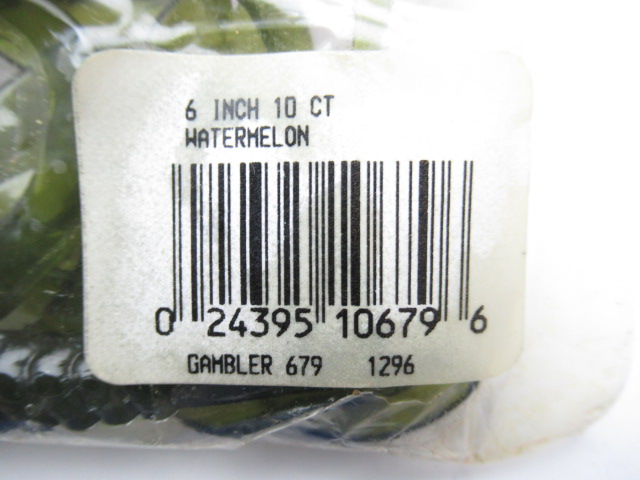 6 INCH 10 CT
WATERMELON
0 24395 10679 6
GAMBLER 679 1296